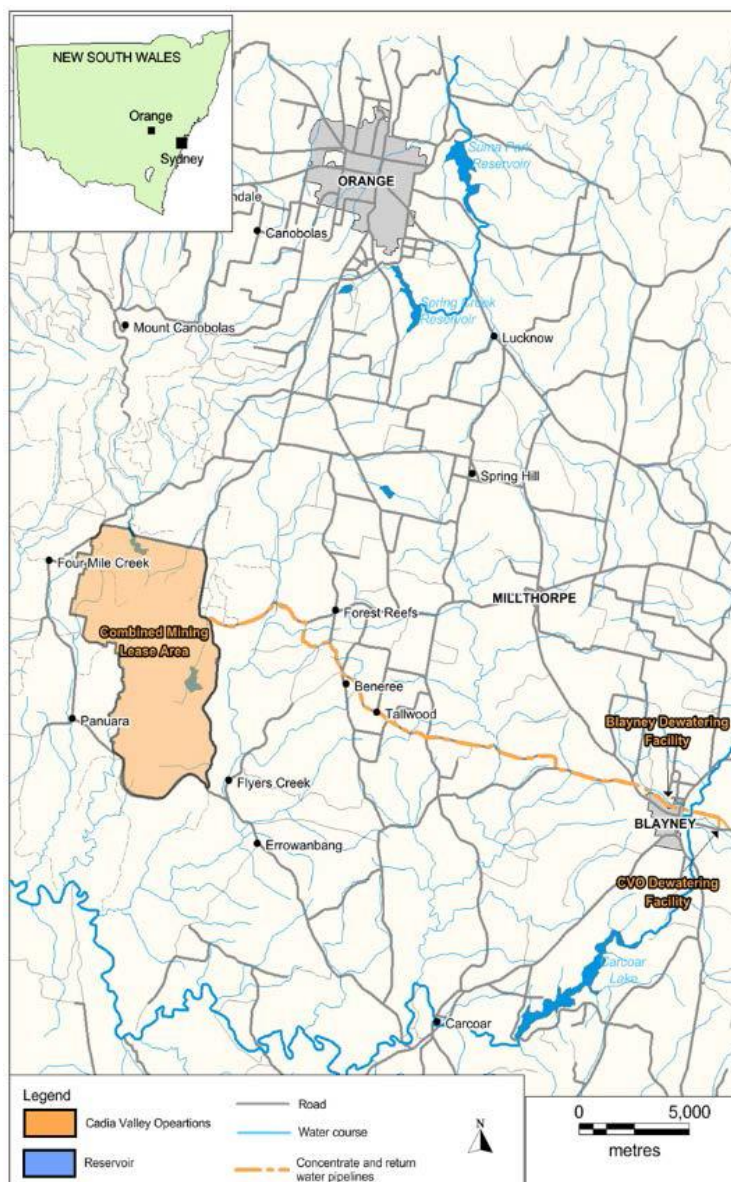 NEW SOUTH WALES
Orange
Sydney
ndale
Canobolas
ORANGE
Suma Park
Reservoir
Spring Creek
Reservoir
Mount Canobolas
Lucknow
Spring Hill
Four Mile Creek
Combined Mining
Lease Area
Forest Reefs
MILLTHORPE
Beneree
Tallwood
Panuara
Blayney Dewatering
Facility
Flyers Creek
BLAYNEY
Errowanbang
CVO Dewatering
Facility
Carcoar
Lake
Carcoar
Legend
Cadia Valley Opeartions
Reservoir
Road
Water course
Concentrate and return
water pipelines
N
0 5,000
metres